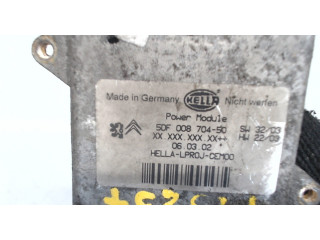 Made in Germany HELLA Nicht werfen
Power Module
5DF 008 704-50 SW 32/03
XX.XXX.XXX.XX++ HW 22/03
06.03.02 *
HELLA-LPROJ-CEM00